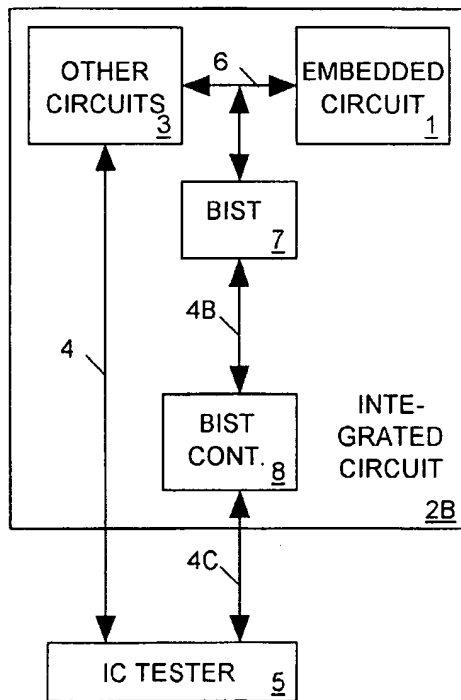 OTHER
CIRCUITS
3
6
EMBEDDED
CIRCUIT
1
BIST
7
4B
4
BIST
CONT.
8
INTE-
GRATED
CIRCUIT
2B
4C
IC TESTER
5